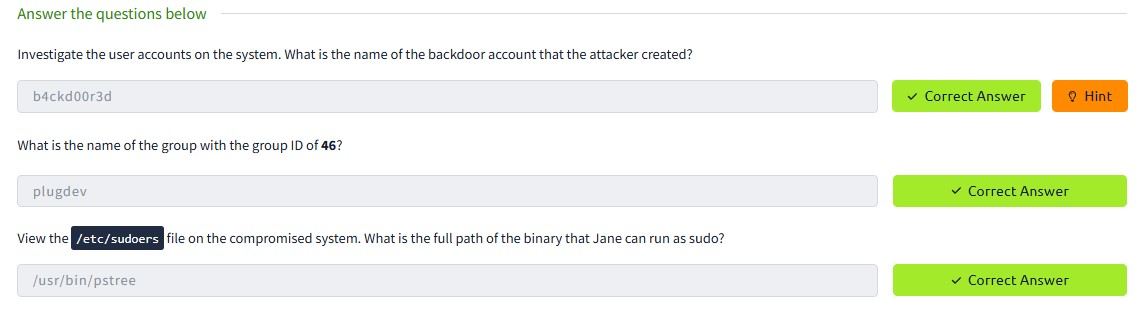 Answer the questions below
Investigate the user accounts on the system. What is the name of the backdoor account that the attacker created?
b4ckd00r3d
Correct Answer
Hint
What is the name of the group with the group ID of 46?
plugdev
Correct Answer
View the /etc/sudoers file on the compromised system. What is the full path of the binary that Jane can run as sudo?
/usr/bin/pstree
Correct Answer